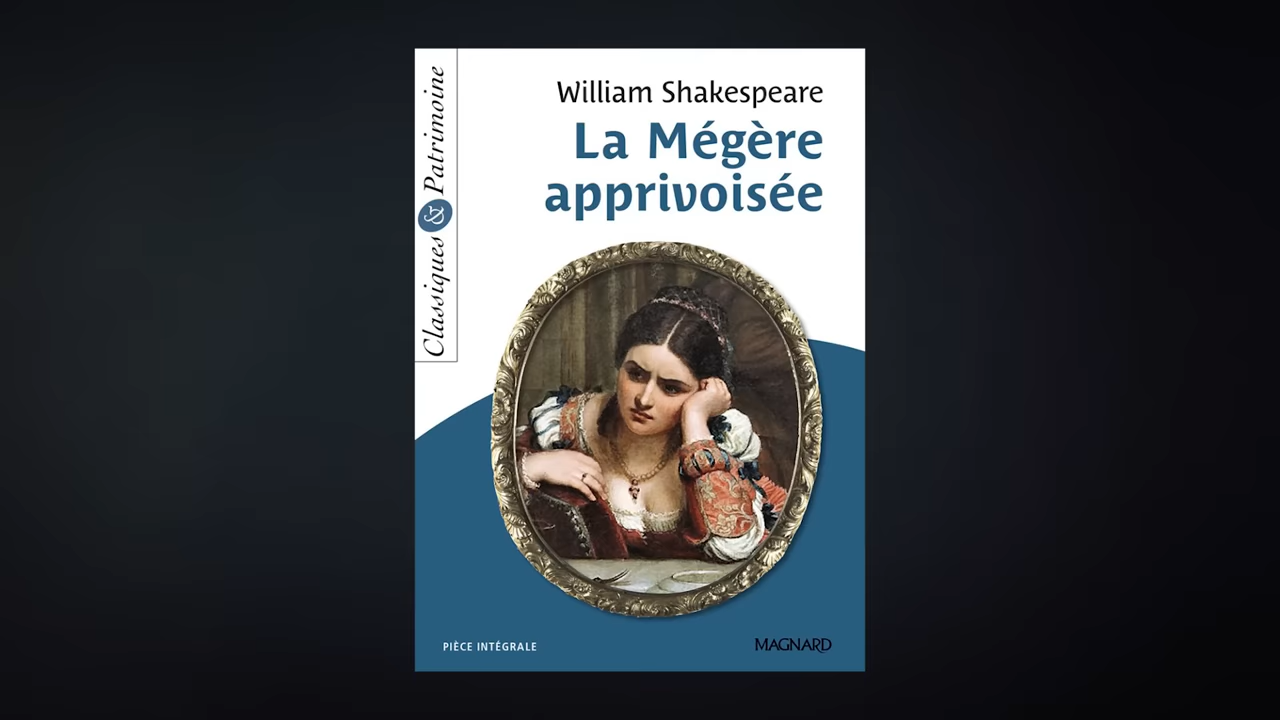 William Shakespeare
La Mégère
apprivoisée
Classiques & Patrimoine
PIÈCE INTÉGRALE
MAGNARD